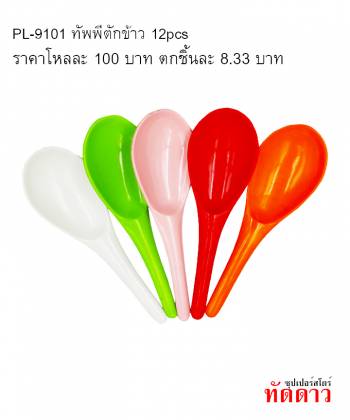 PL-9101 ทัพพีตักข้าว 12pcs
ราคาโหลละ 100 บาท ตกชิ้นละ 8.33 บาท
ซุปเปอร์สโตร์
ทัดดาว